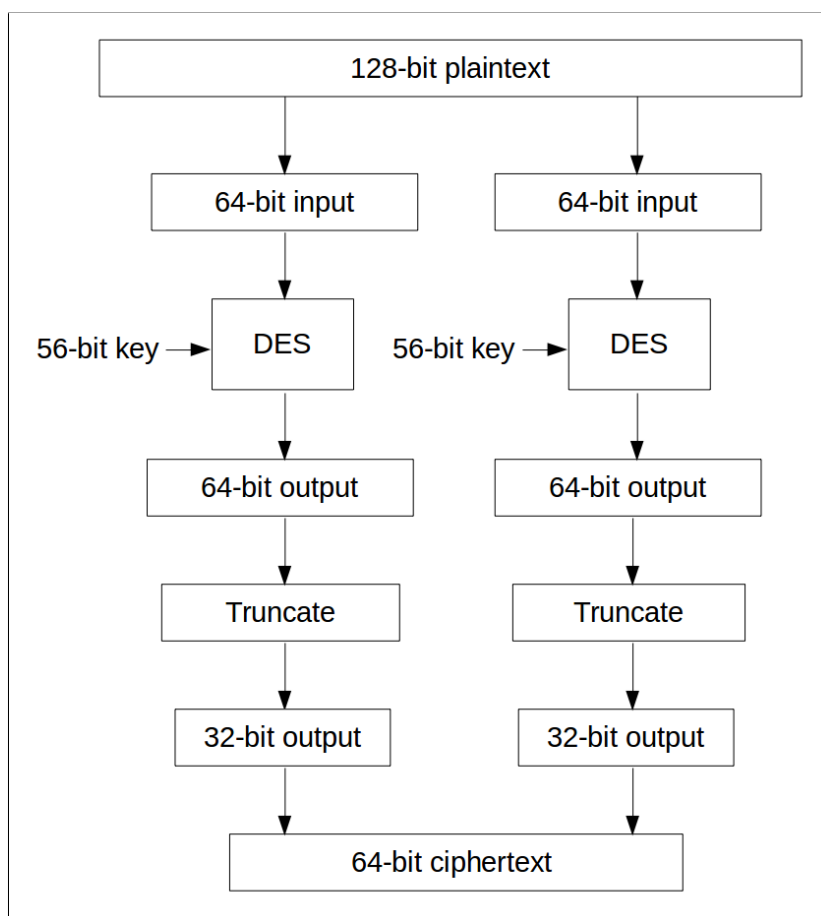 128-bit plaintext
64-bit input
64-bit input
56-bit key
DES
56-bit key
DES
64-bit output
64-bit output
Truncate
Truncate
32-bit output
32-bit output
64-bit ciphertext